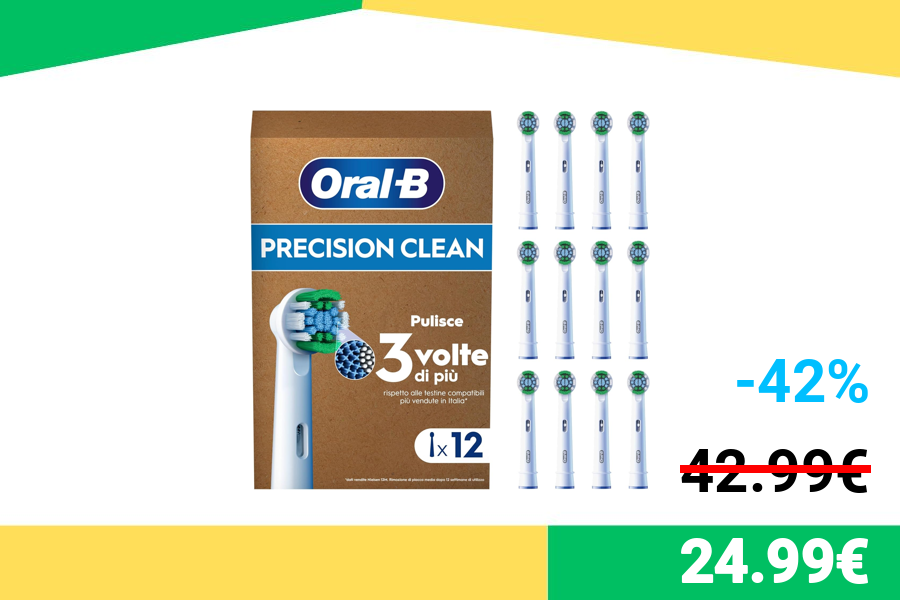 Oral-B
PRECISION CLEAN
Pulisce
3 volte
di più
rispetto alle testine compatibili
più vendute in Italia*
x 12
-42%
42.99€
24.99€